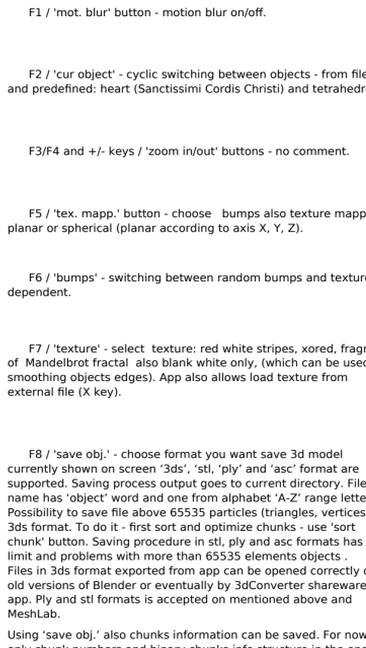 F1 / 'mot. blur' button - motion blur on/off.
F2 / 'cur object' - cyclic switching between objects - from file
and predefined: heart (Sanctissimi Cordis Christi) and tetrahedr
F3/F4 and +/- keys / 'zoom in/out' buttons - no comment.
F5 / 'tex. mapp.' button - choose bumps also texture mapp
planar or spherical (planar according to axis X, Y, Z).
F6 / 'bumps' - switching between random bumps and texture
dependent.
F7 / 'texture' - select texture: red white stripes, xored, fragr
of Mandelbrot fractal also blank white only, (which can be used
smoothing objects edges). App also allows load texture from
external file (X key).
F8 / 'save obj.' - choose format you want save 3d model
currently shown on screen ‘3ds’, ‘stl, ‘ply’ and ‘asc’ format are
supported. Saving process output goes to current directory. File
name has ‘object’ word and one from alphabet ‘A-Z’ range lette
Possibility to save file above 65535 particles (triangles, vertices
3ds format. To do it - first sort and optimize chunks - use 'sort
chunk' button. Saving procedure in stl, ply and asc formats has
limit and problems with more than 65535 elements objects .
Files in 3ds format exported from app can be opened correctly
old versions of Blender or eventually by 3dConverter shareware
app. Ply and stl formats is accepted on mentioned above and
MeshLab.
Using ‘save obj.’ also chunks information can be saved. For now
only chunk numbers and binary chunks info structure in the